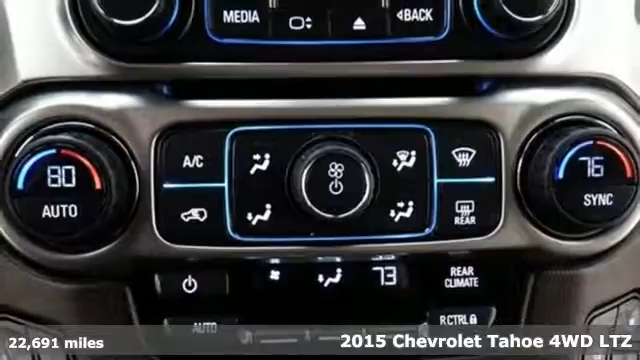 MEDIA
◁BACK
A/C
80
AUTO
76
SYNC
REAR
73
REAR
CLIMATE
AUTO
R CTRL
22,691 miles
2015 Chevrolet Tahoe 4WD LTZ